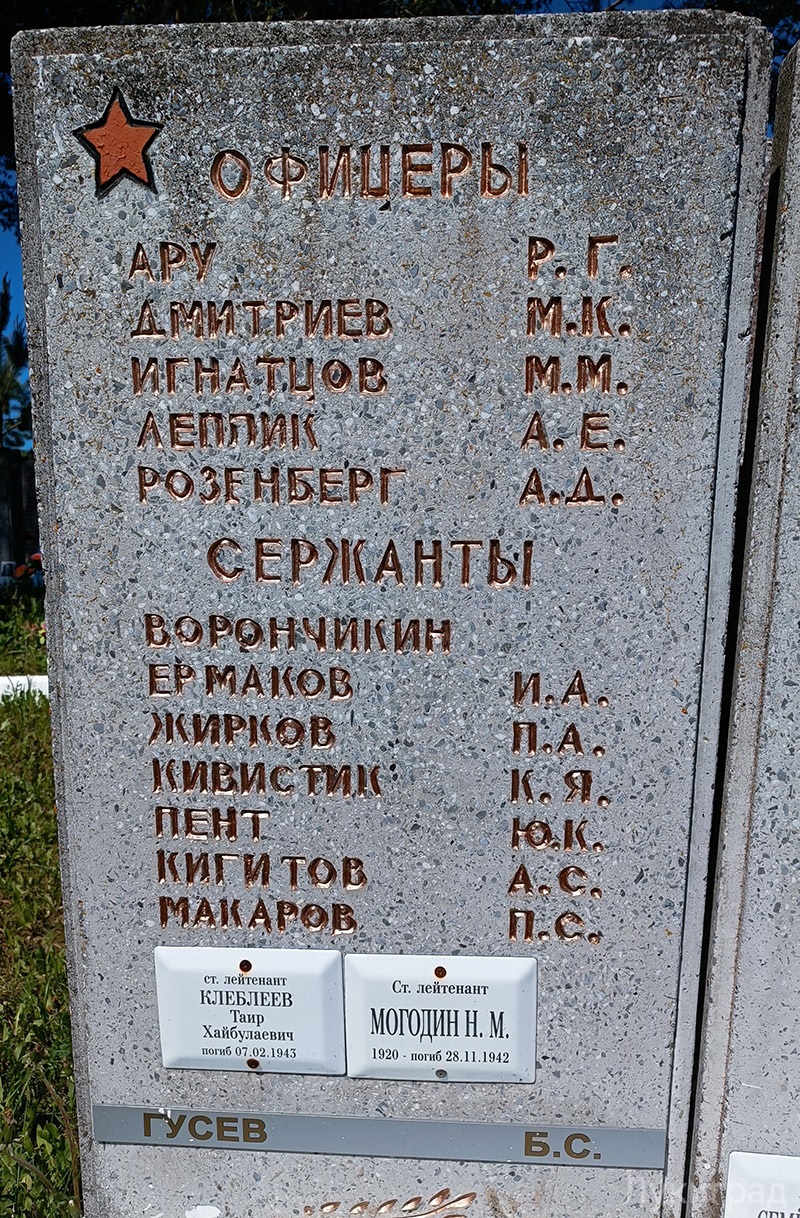 ОФИЦЕРЫ
АРУ Р. Г.
ДМИТРИЕВ М.К.
ИГНАТЦОВ М.М.
ЛЕППИК А. Е.
РОЗЕНБЕРГ А.Д.
СЕРЖАНТЫ
ВОРОНЧИКИН
ЕРМАКОВ И. А.
ЖИРКОВ П.А.
КИВИСТИК К. Я.
ПЕНТ Ю.К.
КИГИТОВ А. С.
МАКАРОВ П.С.
ст. лейтенант
КЛЕБЛЕЕВ
Таир
Хайбулаевич
погиб 07.02.1943
Ст. лейтенант
МОГОДИН Н. М.
1920 - погиб 28.11.1942
ГУСЕВ Б.С.